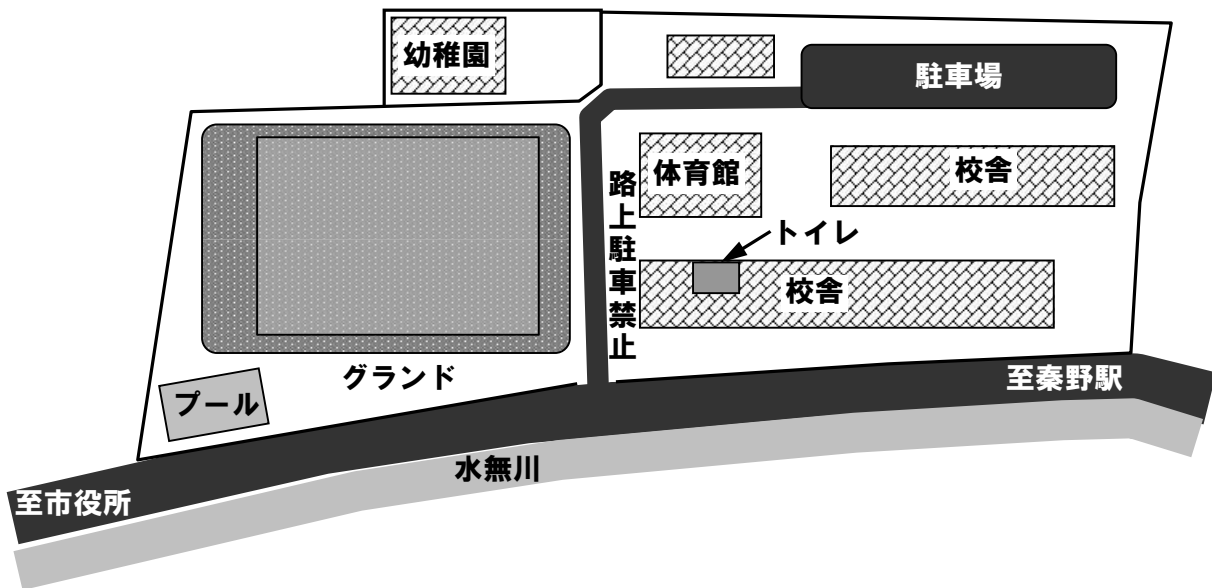 幼稚園
駐車場
体育館
校舎
路上駐車禁止
トイレ
校舎
グランド
至秦野駅
プール
水無川
至市役所